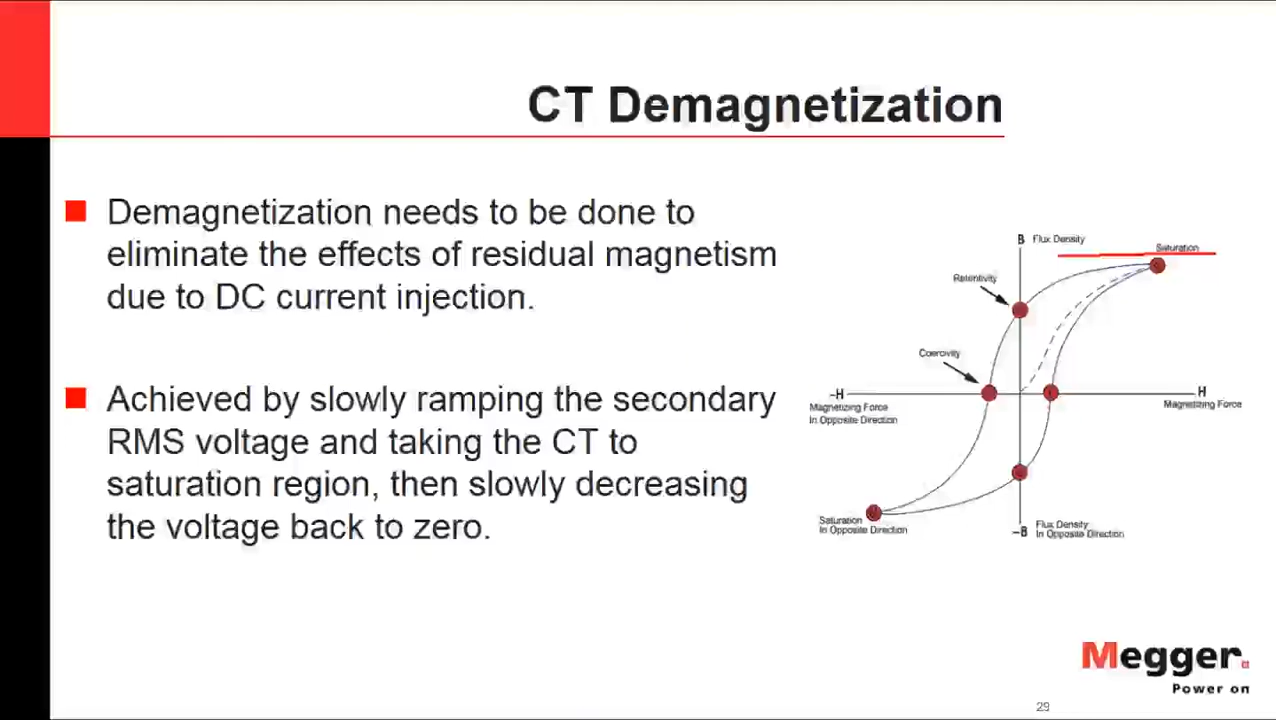 CT Demagnetization
Demagnetization needs to be done to
eliminate the effects of residual magnetism
due to DC current injection.
Achieved by slowly ramping the secondary
RMS voltage and taking the CT to
saturation region, then slowly decreasing
the voltage back to zero.
B Flux Density
Saturation
Retentivity
Coercivity
-H
Magnetizing Force
In Opposite Direction
H
Magnetizing Force
Saturation
In Opposite Direction
-B Flux Density
In Opposite Direction
Megger
Power on
29